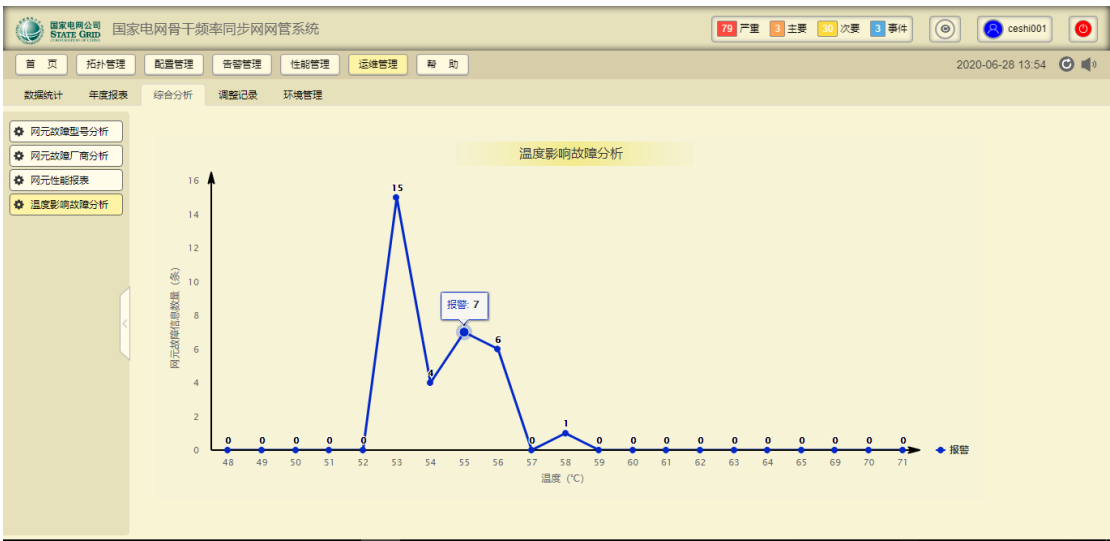 国家电网公司 国家电网骨干频率同步网网管系统 79 严重 3 主要 30 次要 3 事件 ceshi001
STATE GRID
首 页 拓扑管理 配置管理 告警管理 性能管理 运维管理 帮 助 2020-06-28 13:54
数据统计 年度报表 综合分析 调整记录 环境管理
网元故障型号分析
网元故障厂商分析
网元性能报表
温度影响故障分析
温度影响故障分析
网元故障信息数量 (条)
16
14
12
10
8
6
4
2
0
15
报警: 7
4
6
1
0 0 0 0 0 0 0 0 0 0 0 0 0 0 0 0
48 49 50 51 52 53 54 55 56 57 58 59 60 61 62 63 64 65 69 70 71
报警
温度 (℃)